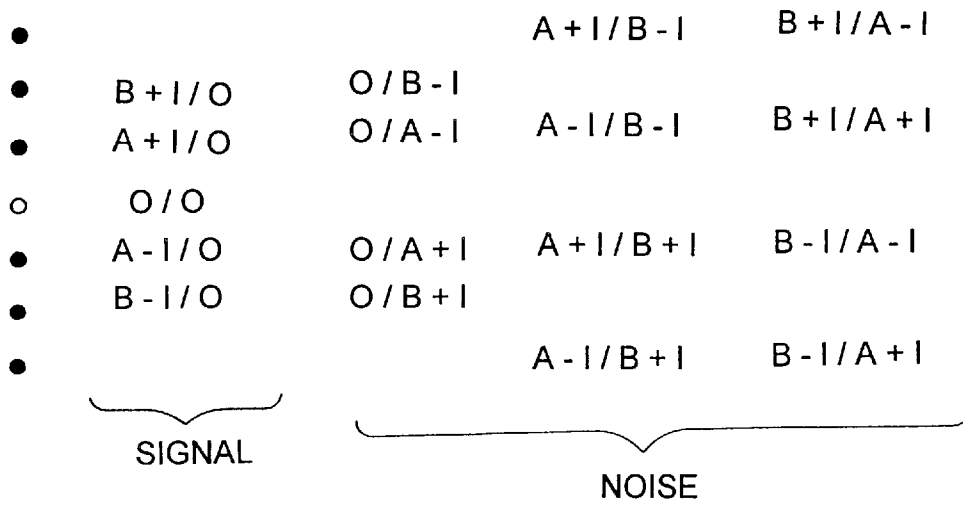 A + I / B - I B + I / A - I
B + I / O O / B - I
A + I / O O / A - I A - I / B - I B + I / A + I
O / O
A - I / O O / A + I A + I / B + I B - I / A - I
B - I / O O / B + I
A - I / B + I B - I / A + I
SIGNAL
NOISE